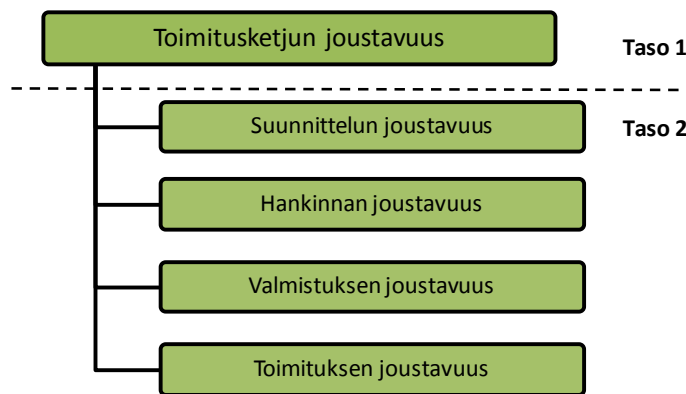 Toimitusketjun joustavuus
Taso 1
Suunnittelun joustavuus
Taso 2
Hankinnan joustavuus
Valmistuksen joustavuus
Toimituksen joustavuus